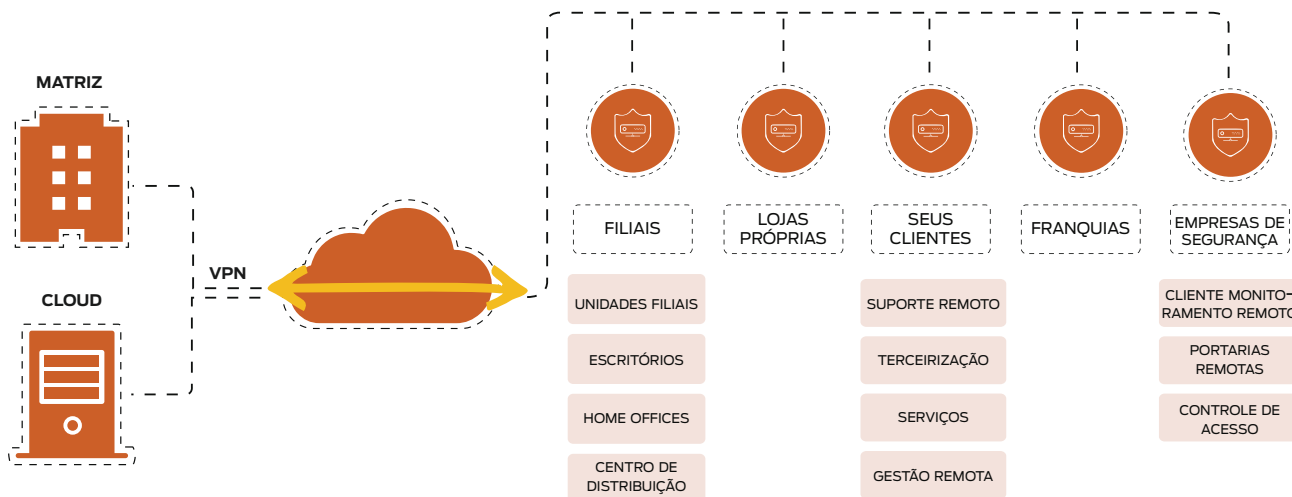 MATRIZ
CLOUD
VPN
FILIAIS
UNIDADES FILIAIS
ESCRITÓRIOS
HOME OFFICES
CENTRO DE
DISTRIBUIÇÃO
LOJAS
PRÓPRIAS
SEUS
CLIENTES
SUPORTE REMOTO
TERCEIRIZAÇÃO
SERVIÇOS
GESTÃO REMOTA
FRANQUIAS
EMPRESAS DE
SEGURANÇA
CLIENTE MONITO-
RAMENTO REMOTO
PORTARIAS
REMOTAS
CONTROLE DE
ACESSO